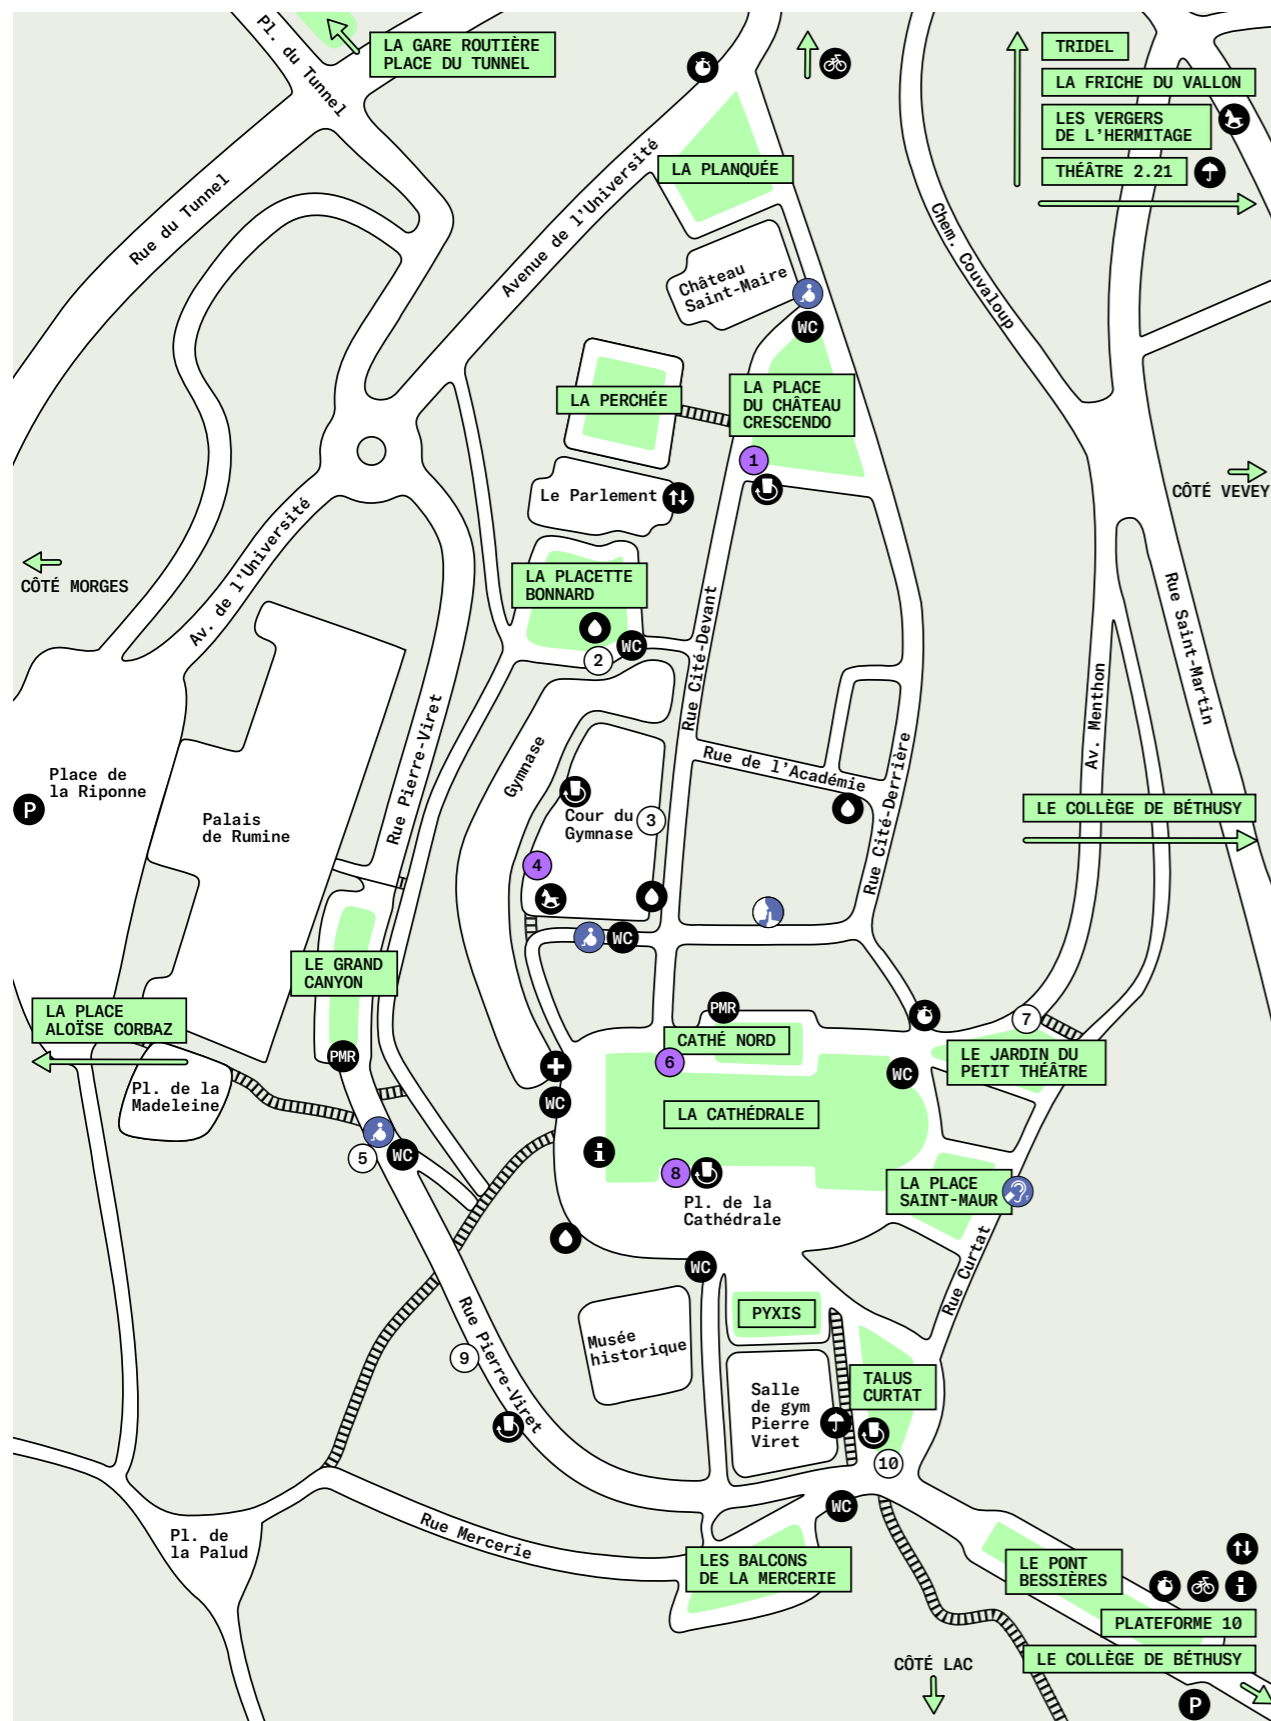 Pl. du Tunnel
LA GARE ROUTIÈRE
PLACE DU TUNNEL
TRIDEL
LA FRICHE DU VALLON
LES VERGERS
DE L'HERMITAGE
THÉÂTRE 2.21
LA PLANQUÉE
Rue du Tunnel
Avenue de l'Université
Chem. Couvaloup
Château
Saint-Maire
WC
LA PERCHÉE
LA PLACE
DU CHÂTEAU
CRESCENDO
1
Le Parlement
CÔTÉ VEVEY
CÔTÉ MORGES
Av. de l'Université
LA PLACETTE
BONNARD
WC
2
Rue Cité-Devant
Rue Saint-Martin
Av. Menthon
Rue Pierre-Viret
Gymnase
Rue de l'Académie
Rue Cité-Derrière
Place de
la Riponne
P
Palais
de Rumine
Cour du
Gymnase
3
4
LE COLLÈGE DE BÉTHUSY
WC
LE GRAND
CANYON
LA PLACE
ALOÏSE CORBAZ
PMR
PMR
CATHÉ NORD
6
7
LE JARDIN DU
PETIT THÉÂTRE
WC
Pl. de la
Madeleine
WC
LA CATHÉDRALE
5
WC
i
8
Pl. de la
Cathédrale
LA PLACE
SAINT-MAUR
WC
Rue Curtat
PYXIS
Musée
historique
Rue Pierre-Viret
9
Salle
de gym
Pierre
Viret
TALUS
CURTAT
10
WC
Rue Mercerie
Pl. de
la Palud
LES BALCONS
DE LA MERCERIE
LE PONT
BESSIÈRES
i
PLATEFORME 10
LE COLLÈGE DE BÉTHUSY
CÔTÉ LAC
P